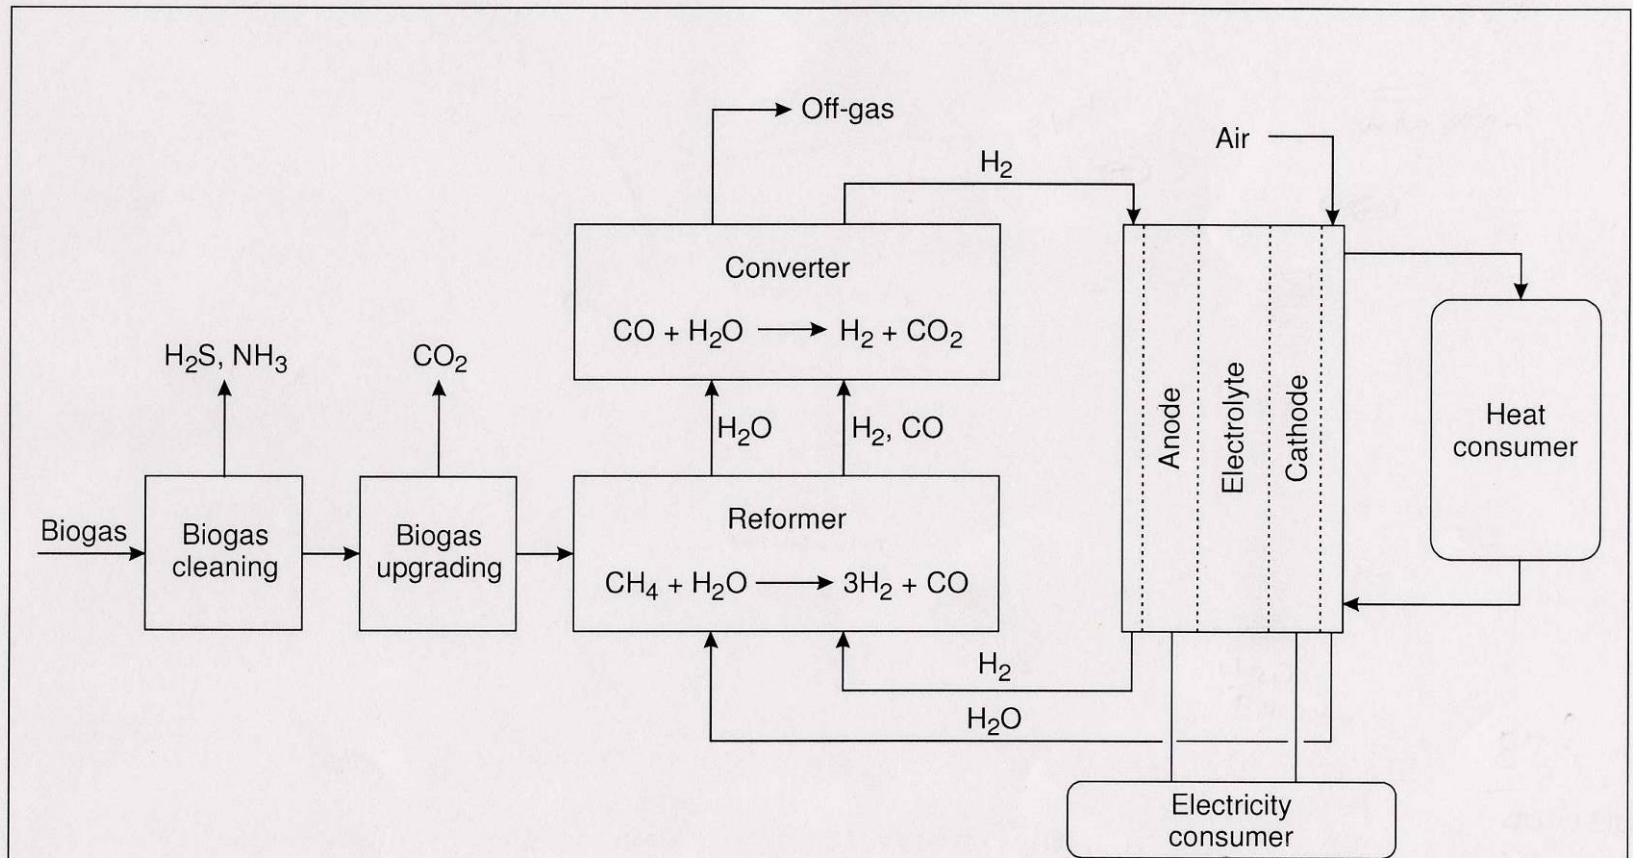 Off-gas
Air
H₂
Converter
CO + H₂O ⟶ H₂ + CO₂
H₂S, NH₃
CO₂
H₂O
H₂, CO
Anode
Electrolyte
Cathode
Heat
consumer
Biogas
Biogas
cleaning
Biogas
upgrading
Reformer
CH₄ + H₂O ⟶ 3H₂ + CO
H₂
H₂O
Electricity
consumer